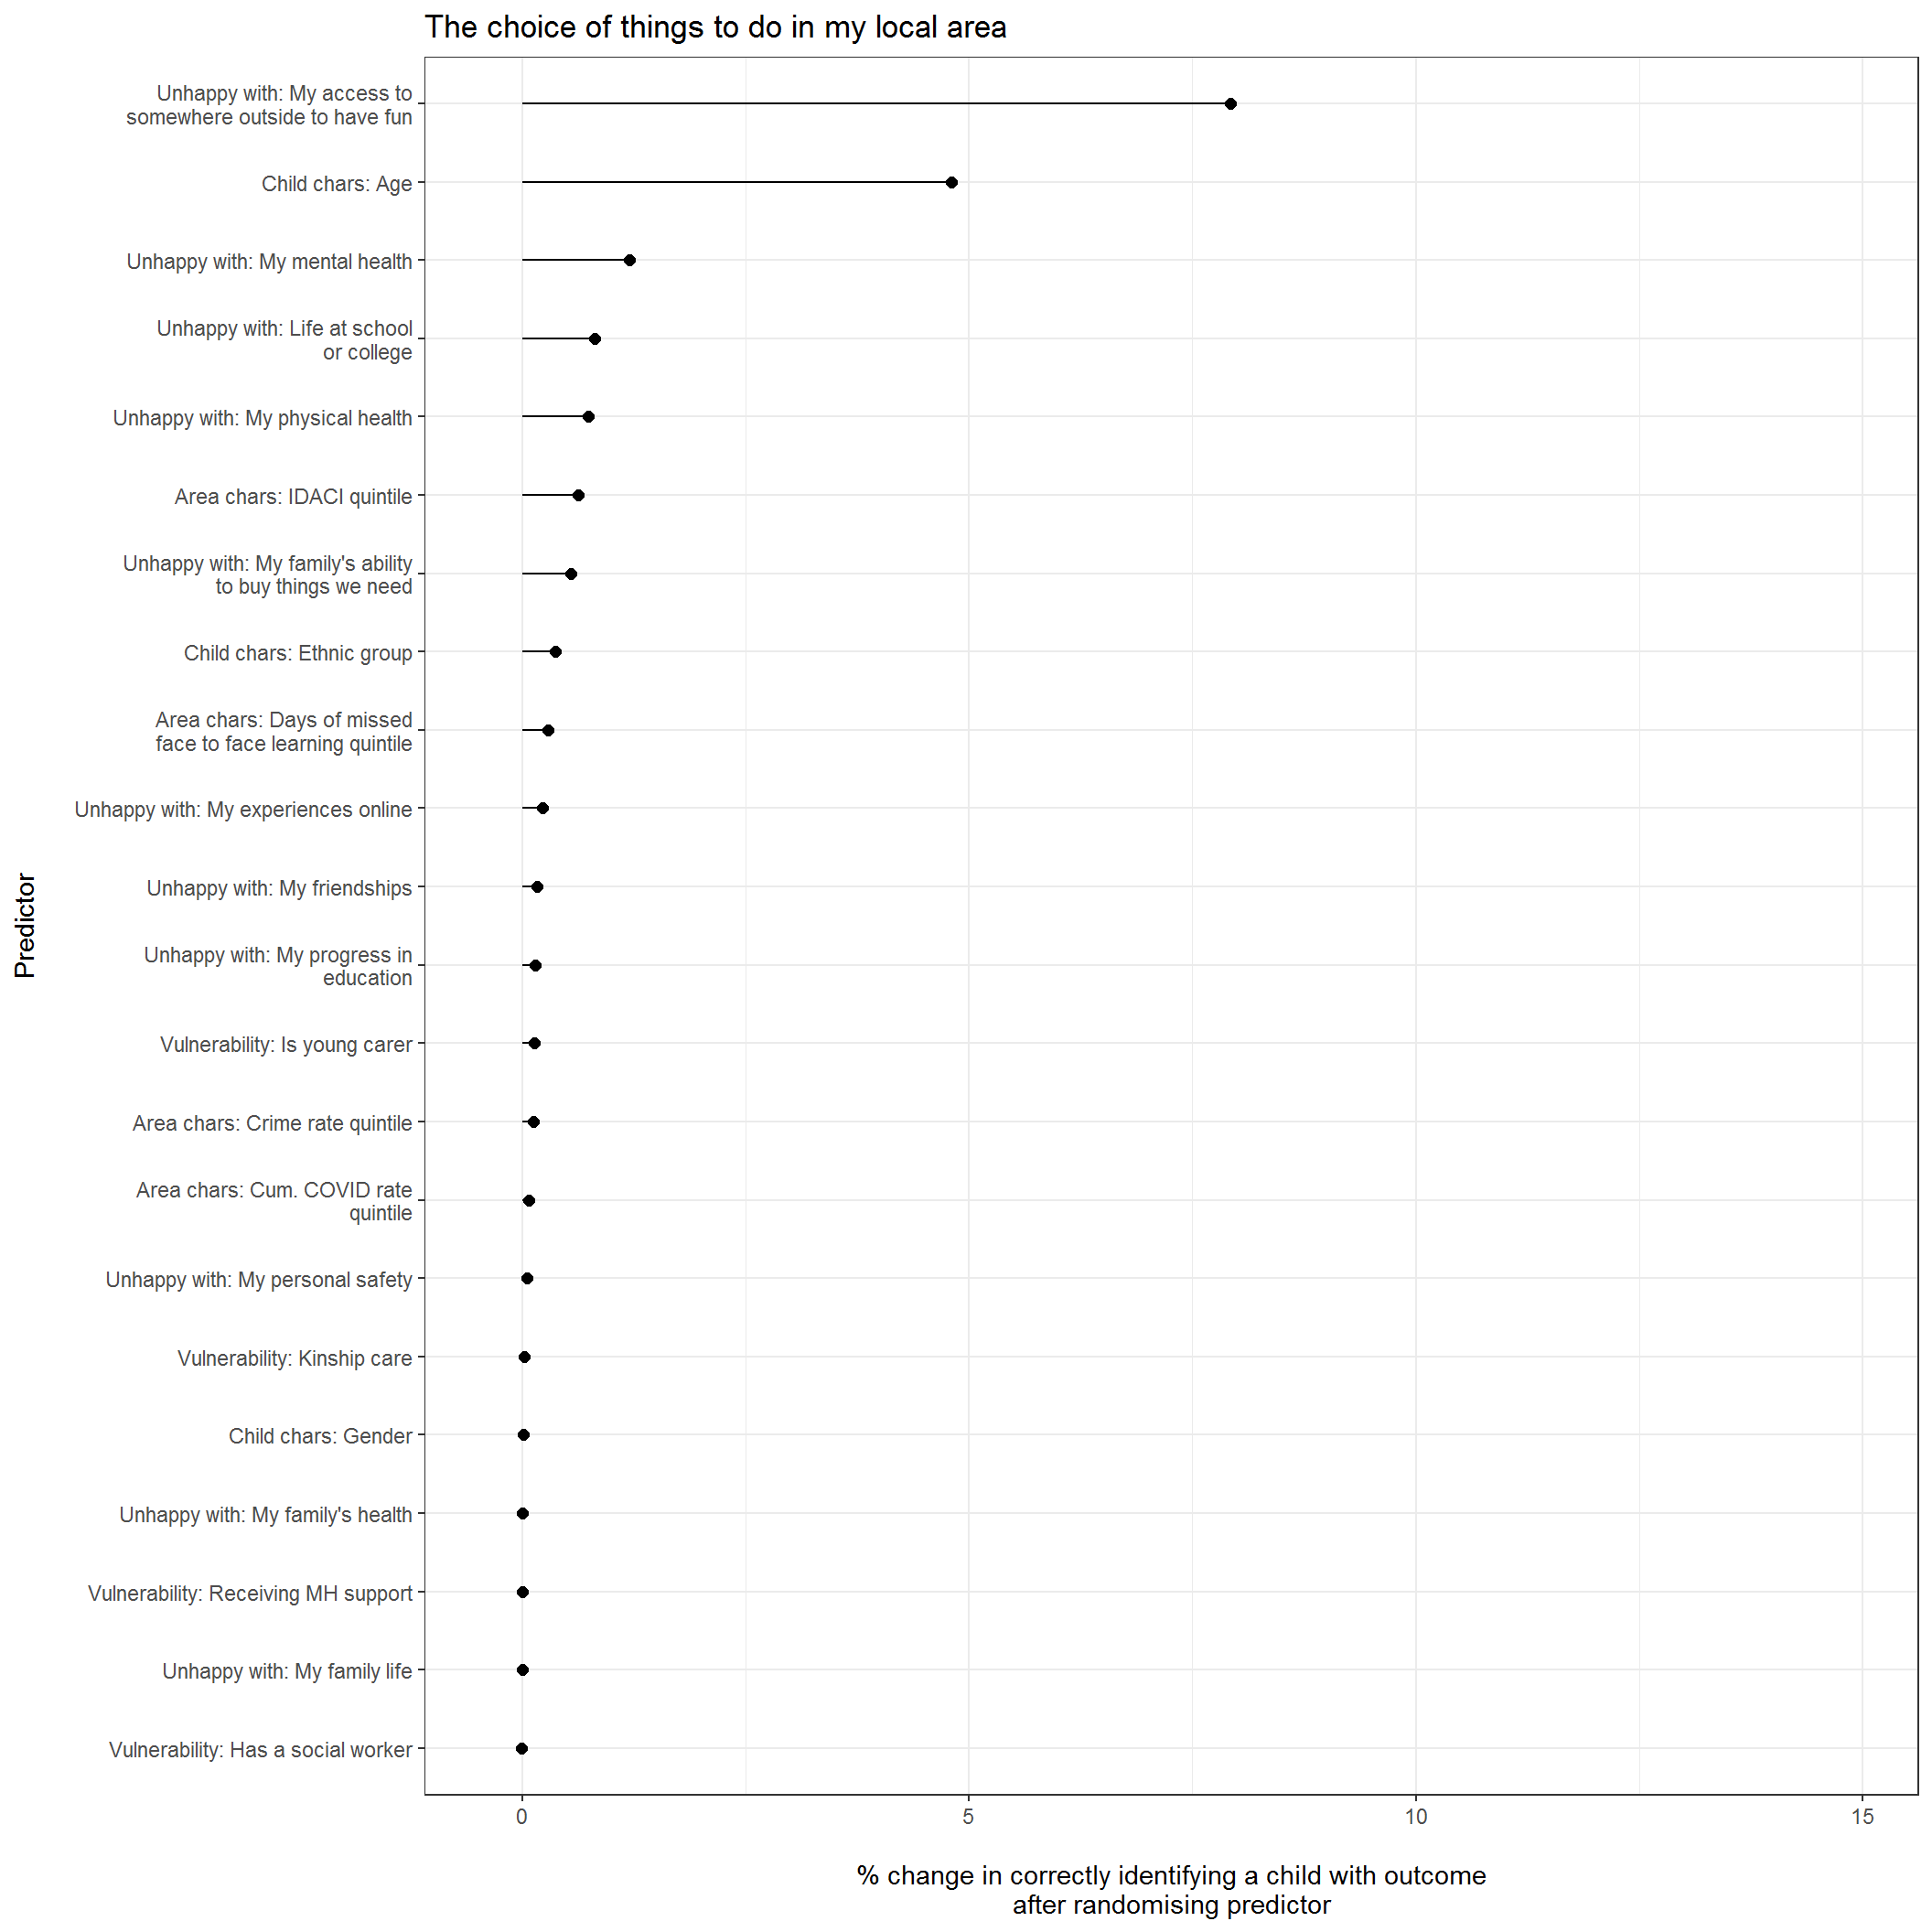 The choice of things to do in my local area
Unhappy with: My access to
somewhere outside to have fun
Child chars: Age
Unhappy with: My mental health
Unhappy with: Life at school
or college
Unhappy with: My physical health
Area chars: IDACI quintile
Unhappy with: My family's ability
to buy things we need
Child chars: Ethnic group
Area chars: Days of missed
face to face learning quintile
Unhappy with: My experiences online
Unhappy with: My friendships
Unhappy with: My progress in
education
Vulnerability: Is young carer
Area chars: Crime rate quintile
Area chars: Cum. COVID rate
quintile
Unhappy with: My personal safety
Vulnerability: Kinship care
Child chars: Gender
Unhappy with: My family's health
Vulnerability: Receiving MH support
Unhappy with: My family life
Vulnerability: Has a social worker
Predictor
0 5 10 15
% change in correctly identifying a child with outcome
after randomising predictor